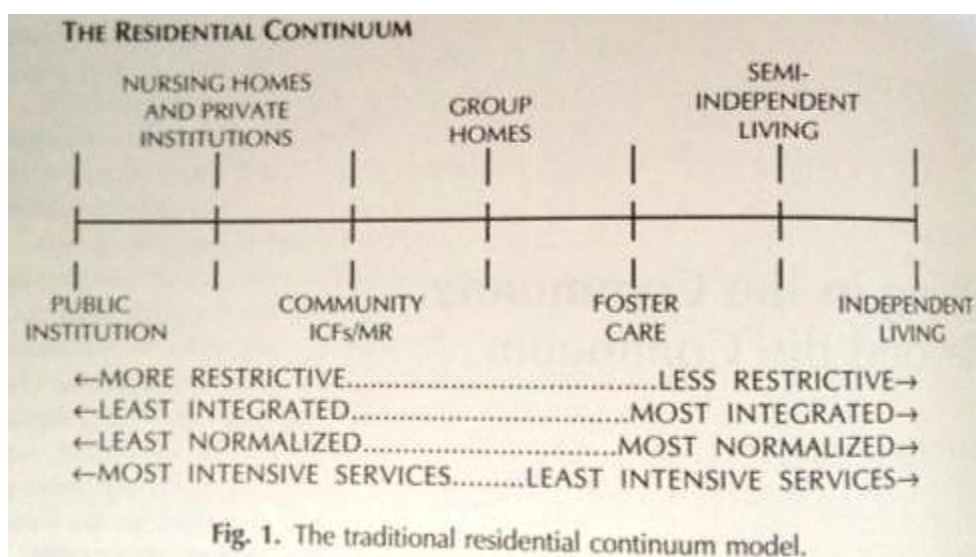 THE RESIDENTIAL CONTINUUM
NURSING HOMES
AND PRIVATE
INSTITUTIONS
GROUP
HOMES
SEMI-
INDEPENDENT
LIVING
PUBLIC
INSTITUTION
COMMUNITY
ICFs/MR
FOSTER
CARE
INDEPENDENT
LIVING
←MORE RESTRICTIVE....................................LESS RESTRICTIVE→
←LEAST INTEGRATED................................MOST INTEGRATED→
←LEAST NORMALIZED..............................MOST NORMALIZED→
←MOST INTENSIVE SERVICES.........LEAST INTENSIVE SERVICES→
Fig. 1. The traditional residential continuum model.